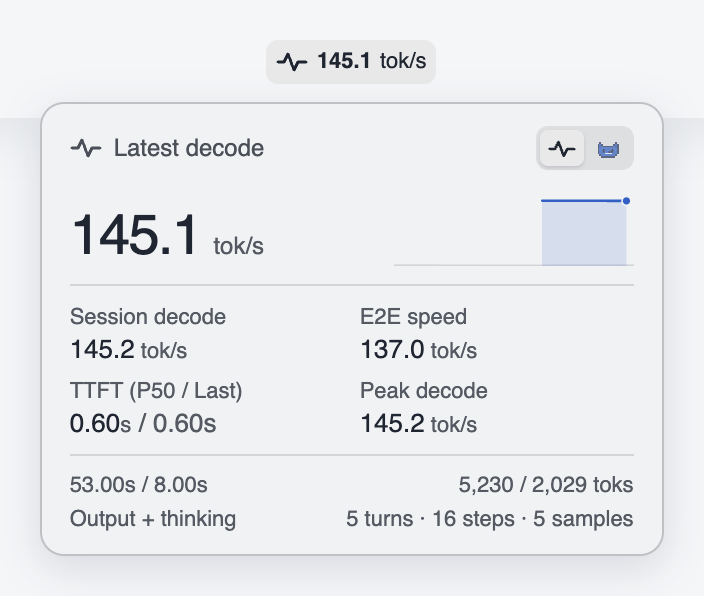 145.1 tok/s
Latest decode
145.1 tok/s
Session decode
145.2 tok/s
E2E speed
137.0 tok/s
TTFT (P50 / Last)
0.60s / 0.60s
Peak decode
145.2 tok/s
53.00s / 8.00s
5,230 / 2,029 toks
Output + thinking
5 turns · 16 steps · 5 samples